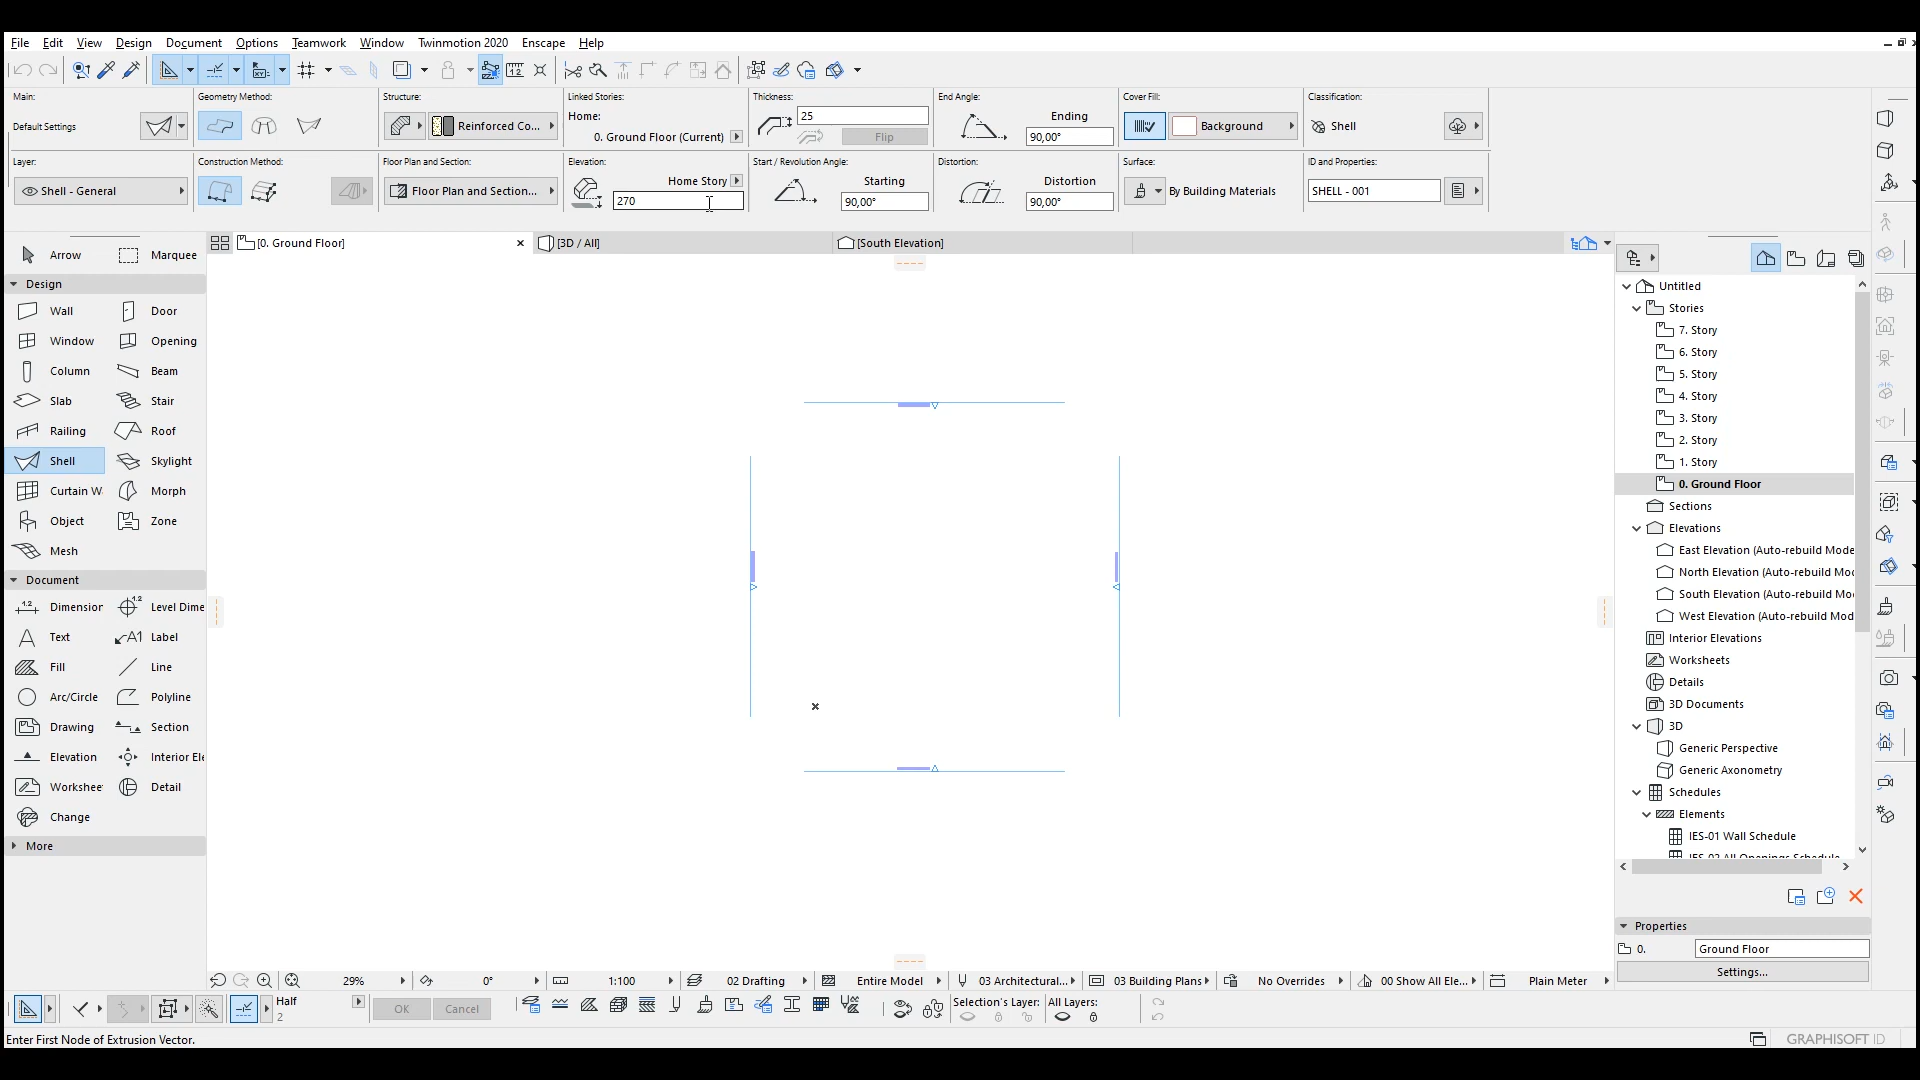 File Edit View Design Document Options Teamwork Window Twinmotion 2020 Enscape Help
Main: Geometry Method: Structure: Linked Stories: Thickness: End Angle: Cover Fill: Classification:
Home: 25 Ending
Default Settings Reinforced Co... 0. Ground Floor (Current) Flip 90,00° Background Shell
Layer: Construction Method: Floor Plan and Section: Elevation: Start / Revolution Angle: Distortion: Surface: ID and Properties:
Home Story Starting Distortion
Shell - General Floor Plan and Section... 270 90,00° 90,00° By Building Materials SHELL - 001
[0. Ground Floor] [3D / All] [South Elevation]
Arrow Marquee
Design
Wall Door
Window Opening
Column Beam
Slab Stair
Railing Roof
Shell Skylight
Curtain W
Morph
Object Zone
Mesh
Document
Dimension Level Dime
Text A1 Label
Fill Line
Arc/Circle Polyline
Drawing Section
Elevation Interior Ele
Workshee Detail
Change
More
Untitled
Stories
7. Story
6. Story
5. Story
4. Story
3. Story
2. Story
1. Story
0. Ground Floor
Sections
Elevations
East Elevation (Auto-rebuild Mode
North Elevation (Auto-rebuild Mo
South Elevation (Auto-rebuild Mo
West Elevation (Auto-rebuild Mod
Interior Elevations
Worksheets
Details
3D Documents
3D
Generic Perspective
Generic Axonometry
Schedules
Elements
IES-01 Wall Schedule
IES-02 All Openings Schedule
Properties
0. Ground Floor
Settings...
29% 0° 1:100 02 Drafting Entire Model 03 Architectural... 03 Building Plans No Overrides 00 Show All Ele... Plain Meter
Half
2
OK Cancel Selection's Layer: All Layers:
Enter First Node of Extrusion Vector. GRAPHISOFT ID